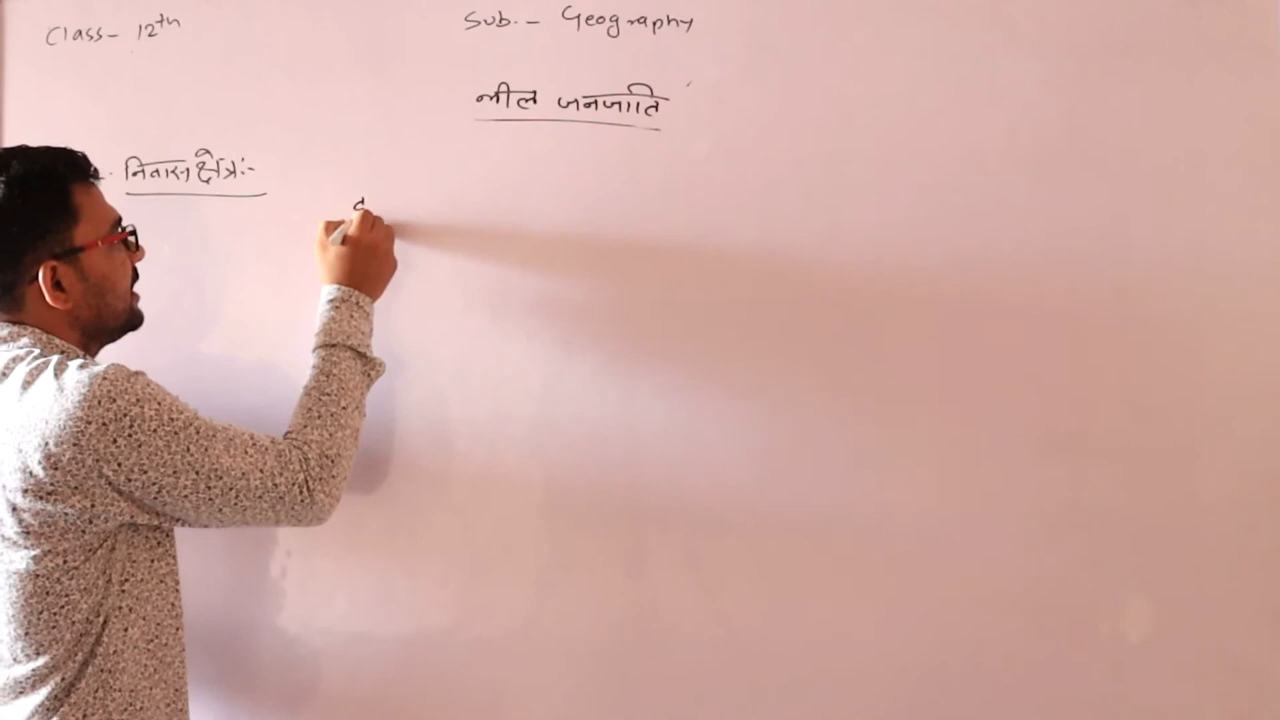 Class- 12th
Sub.- Geography
भील जनजाति
निवास क्षेत्र:-